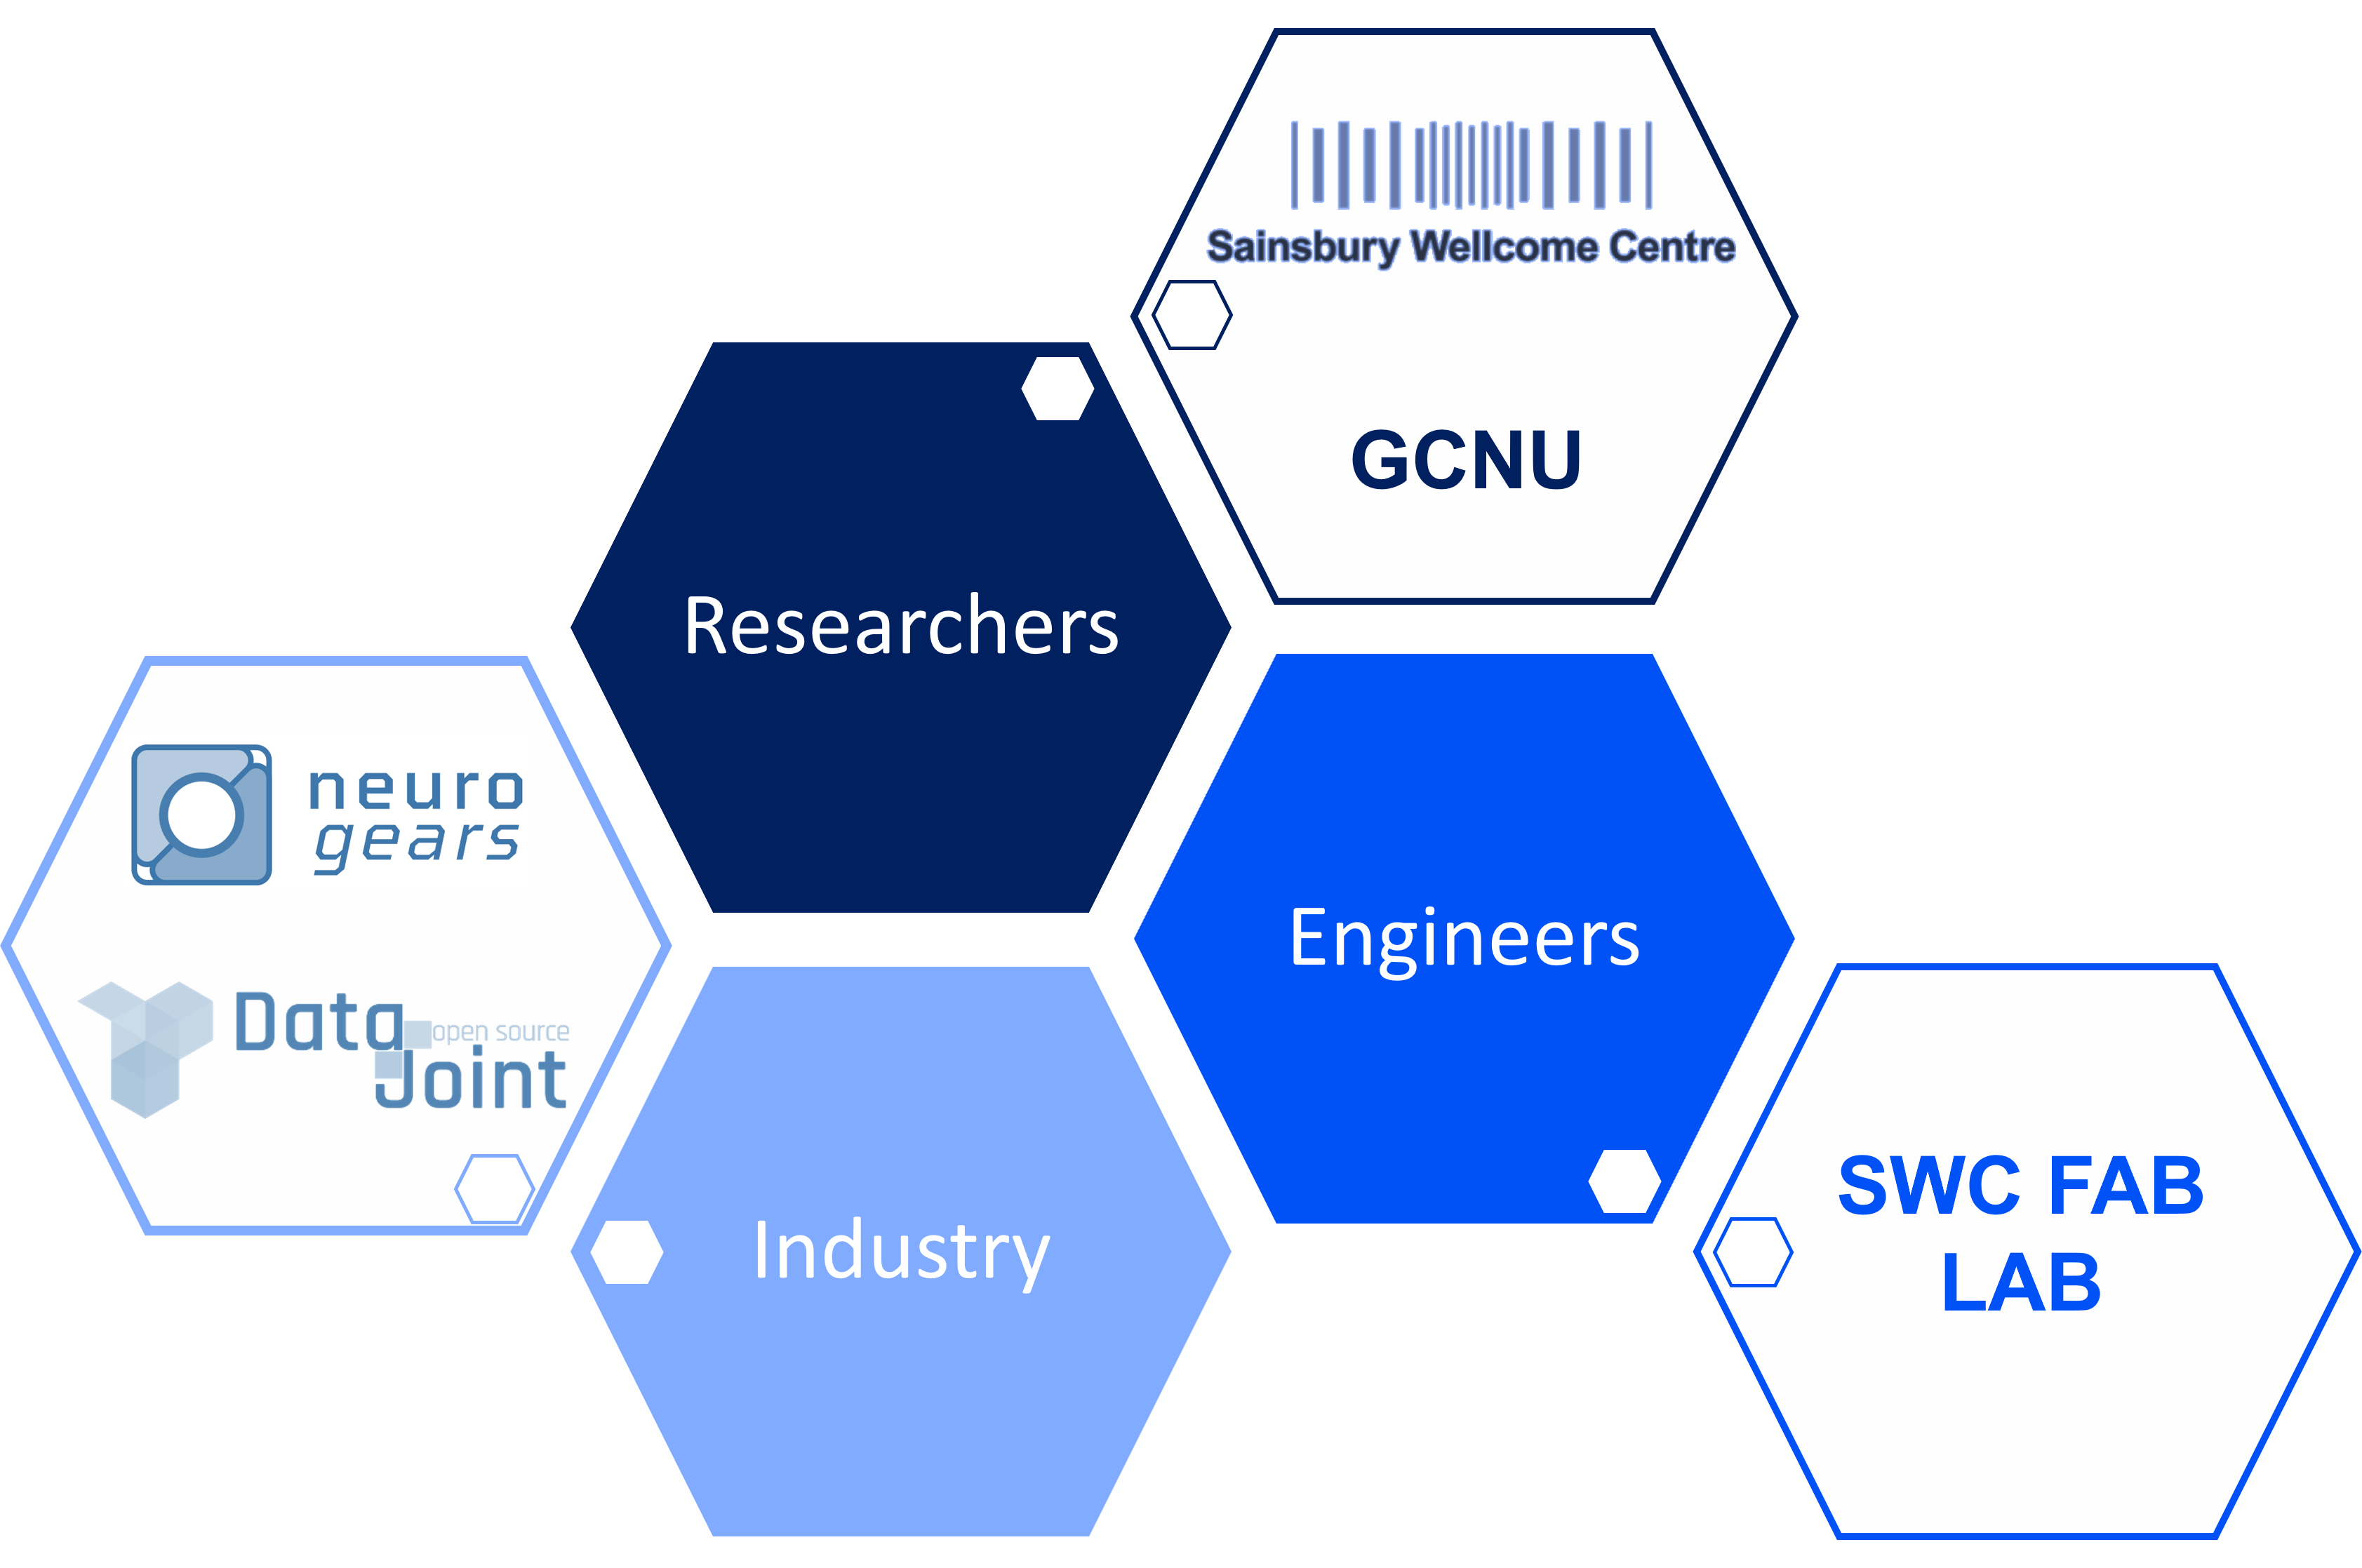 Sainsbury Wellcome Centre
GCNU
Researchers
neuro
gears
Data
open source
Joint
Engineers
Industry
SWC FAB
LAB